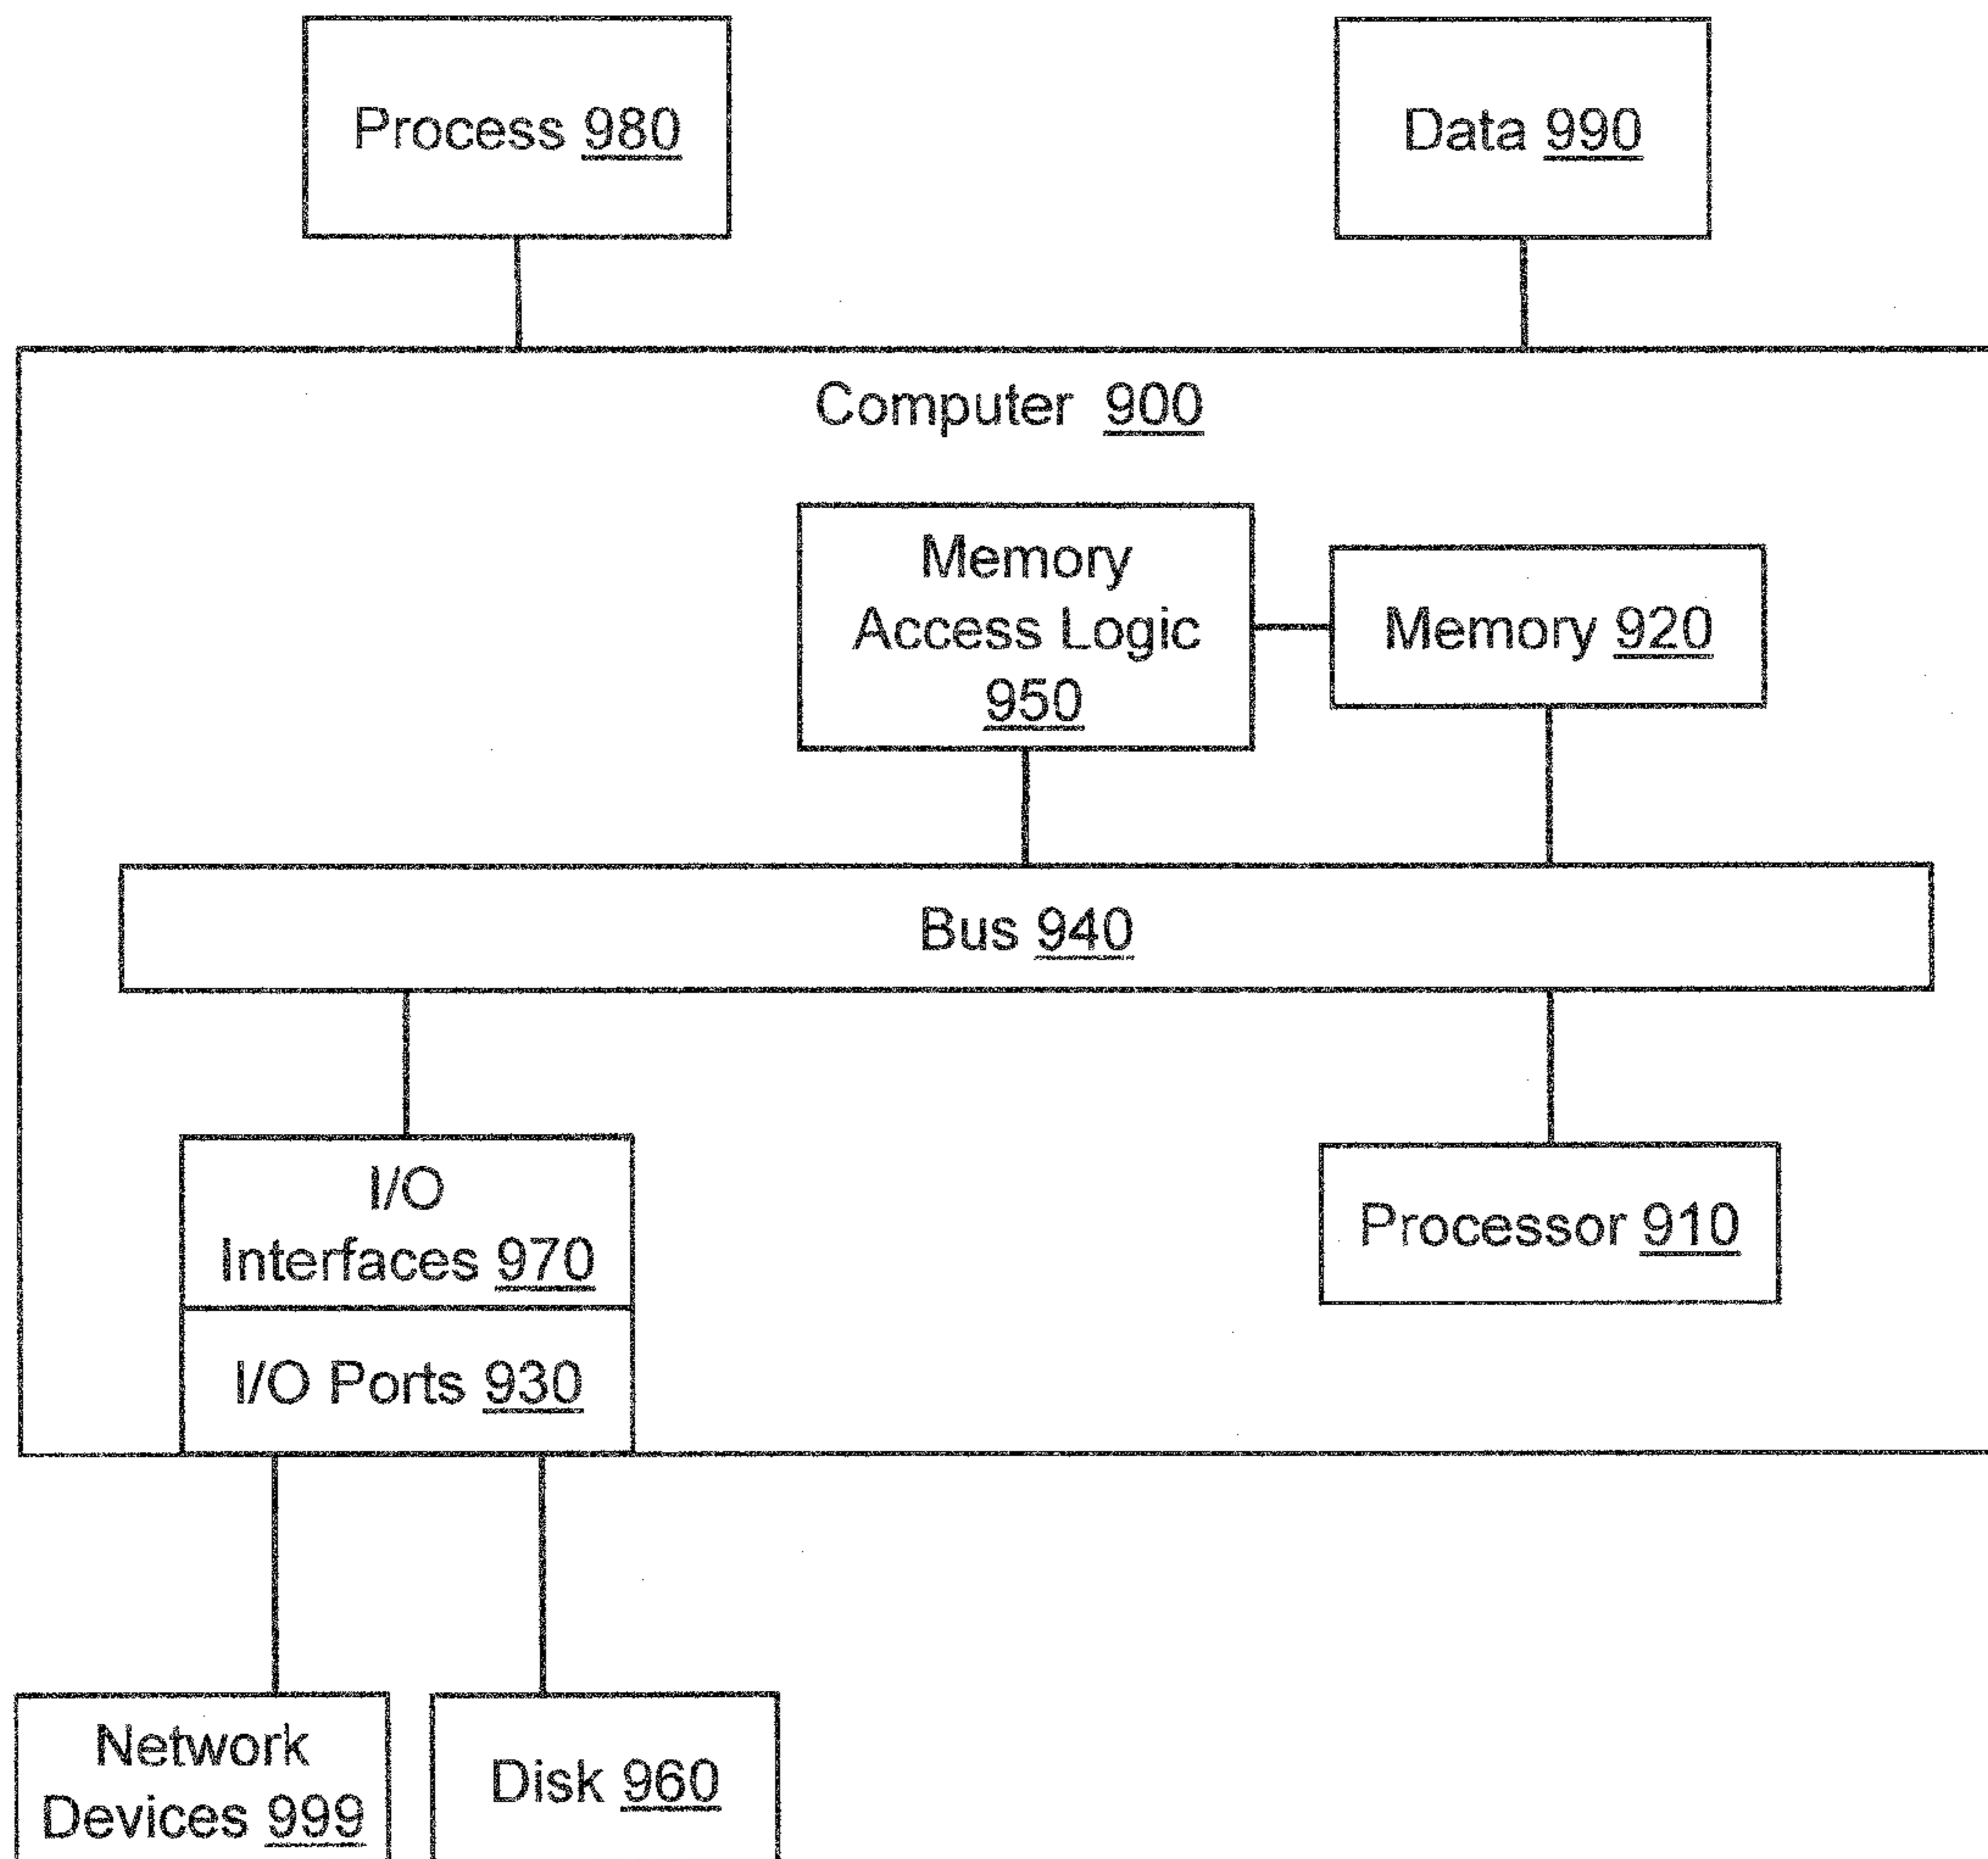 Process 980
Data 990
Computer 900
Memory
Access Logic
950
Memory 920
Bus 940
I/O
Interfaces 970
Processor 910
I/O Ports 930
Network
Devices 999
Disk 960